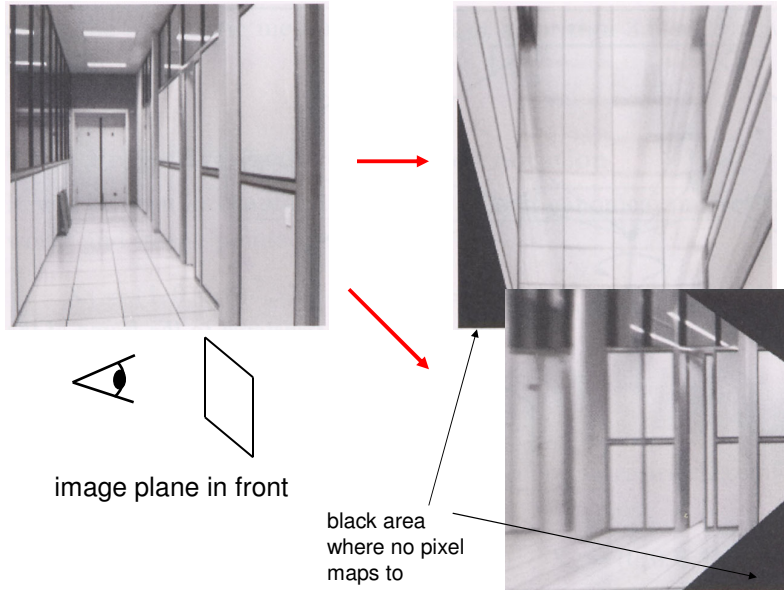 image plane in front
black area
where no pixel
maps to